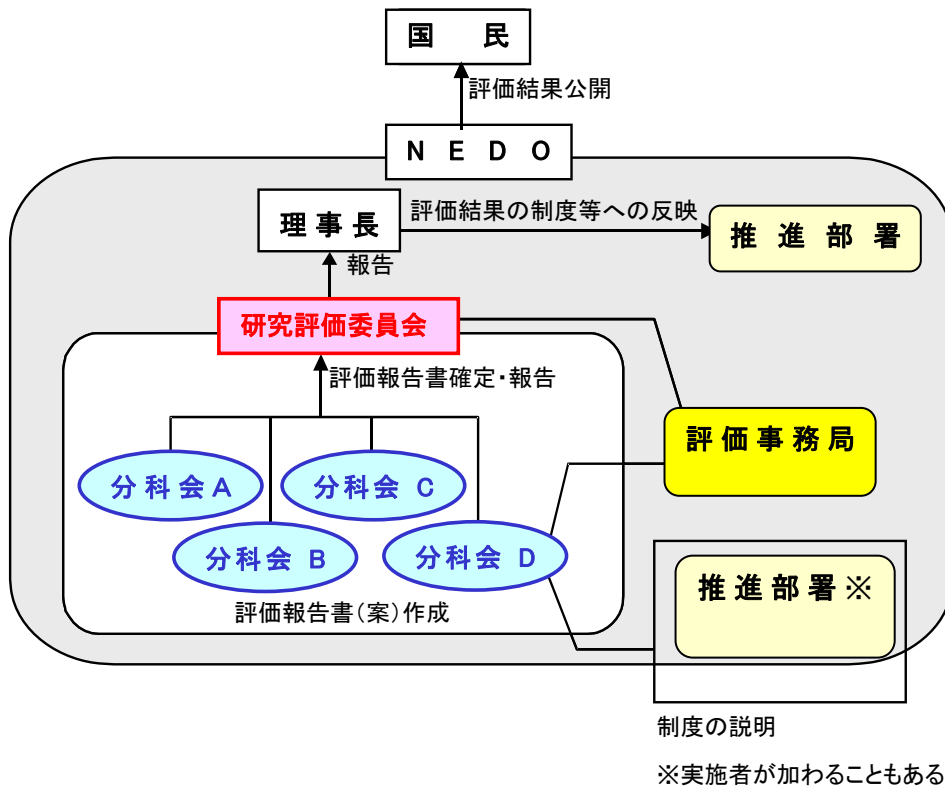 国 民
評価結果公開
N E D O
理事長
評価結果の制度等への反映
推進部署
報告
研究評価委員会
評価報告書確定・報告
評価事務局
分科会A
分科会 C
分科会 B
分科会 D
推進部署※
評価報告書(案)作成
制度の説明
※実施者が加わることもある